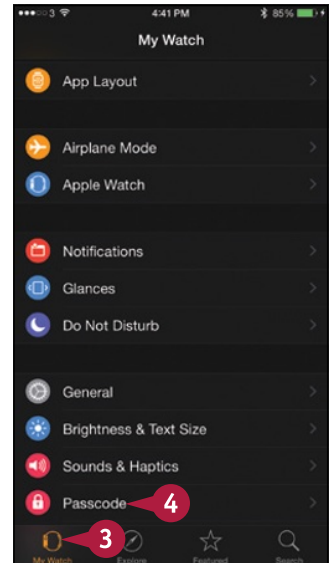 3 4:41 PM 85%
My Watch
App Layout
Airplane Mode
Apple Watch
Notifications
Glances
Do Not Disturb
General
Brightness & Text Size
Sounds & Haptics
Passcode 4
3
My Watch Explore Featured Search